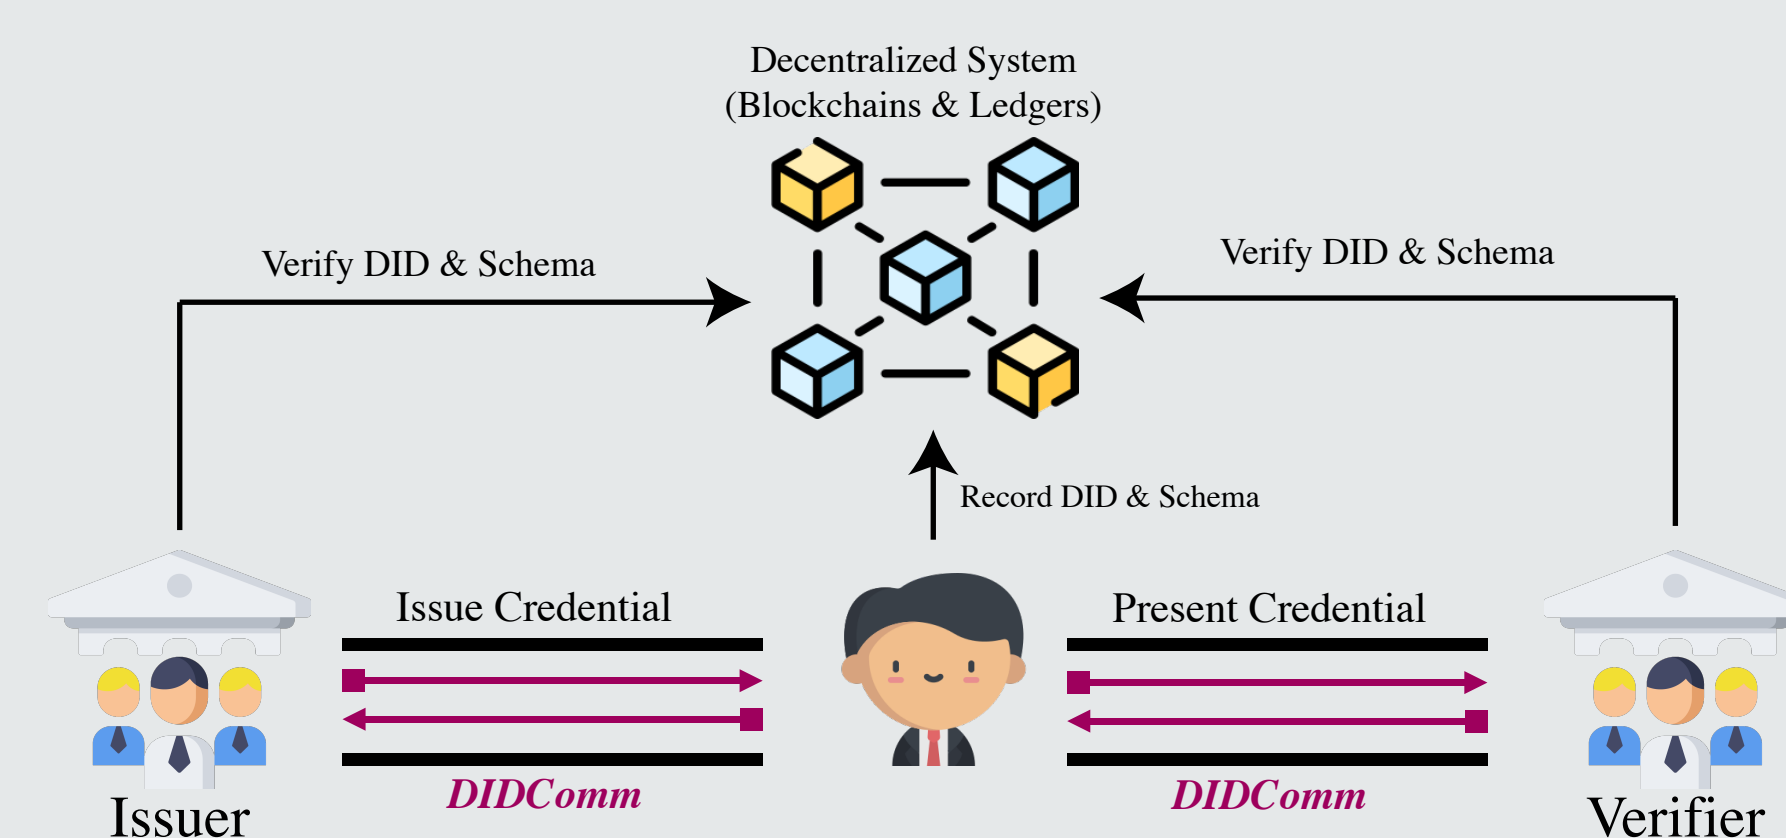 Decentralized System
(Blockchains & Ledgers)
Verify DID & Schema
Verify DID & Schema
Record DID & Schema
Issue Credential
Present Credential
DIDComm
DIDComm
Issuer
Verifier